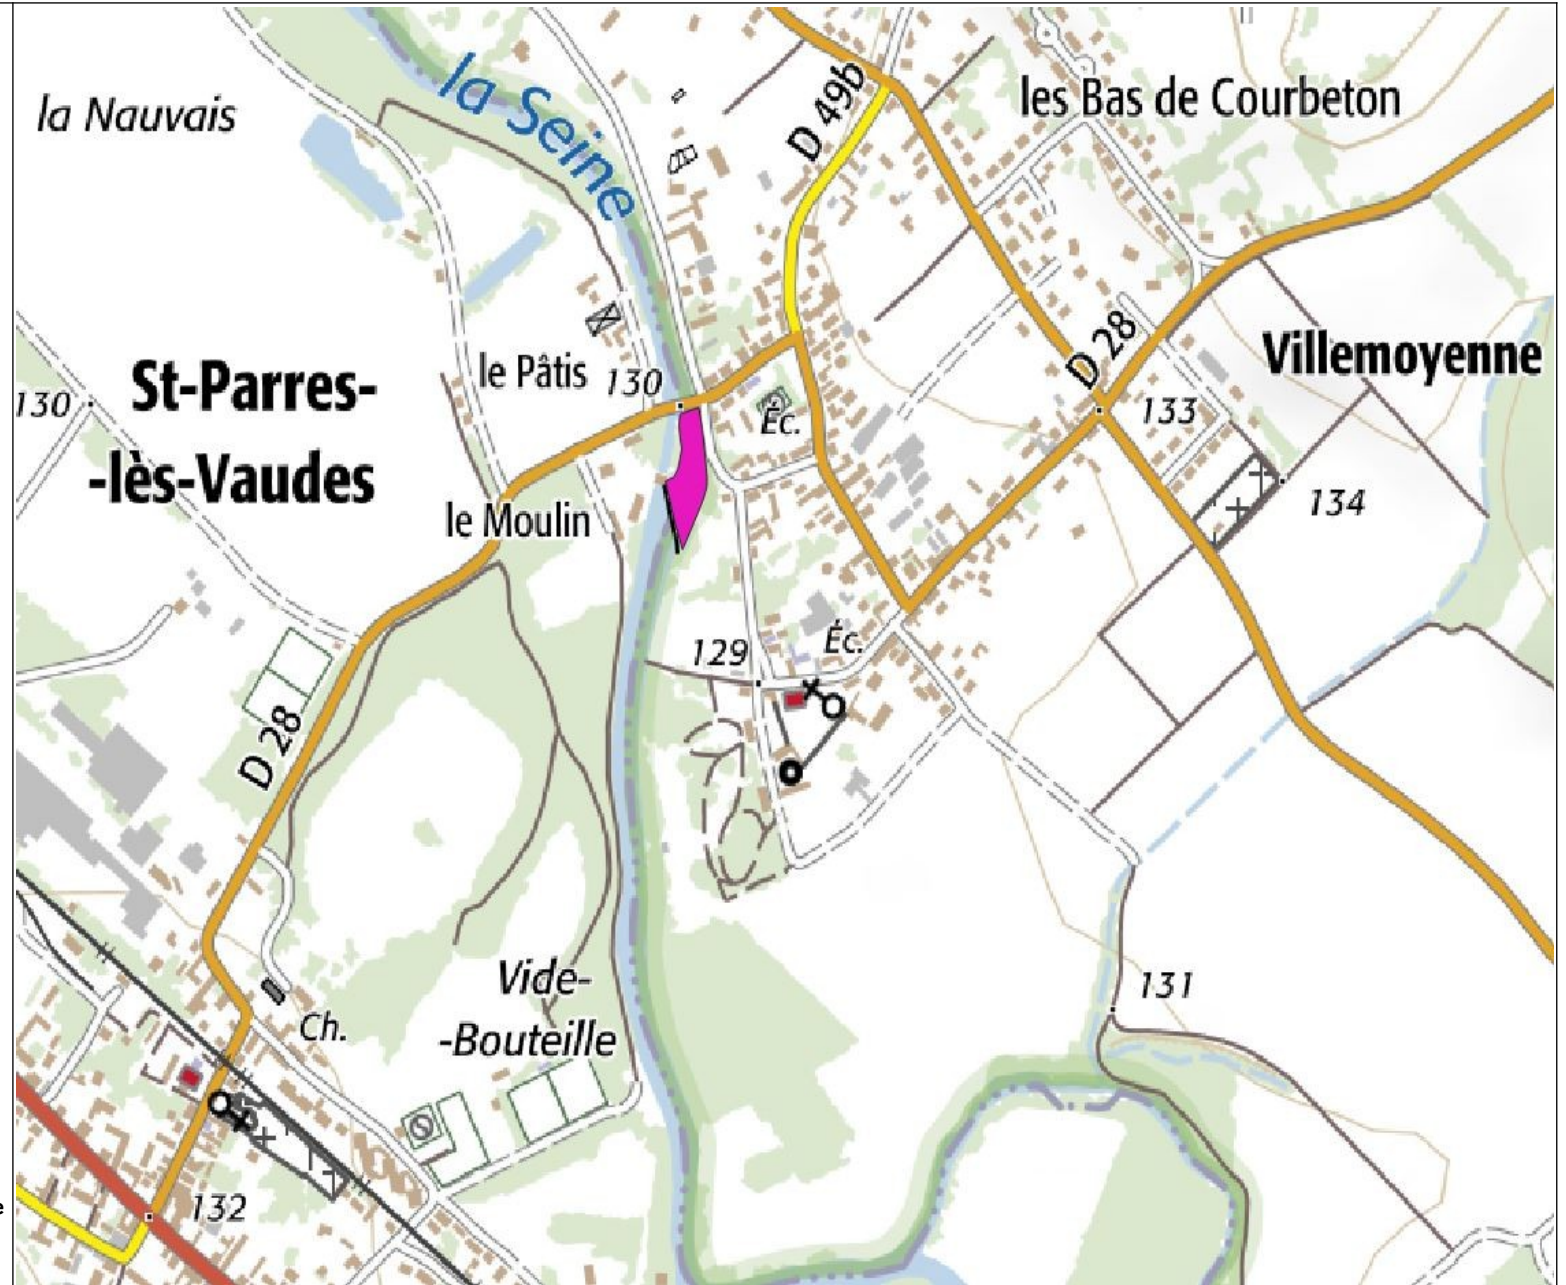 la Nauvais
la Seine
D 49b
les Bas de Courbeton
St-Parres-
-lès-Vaudes
130
le Pâtis
130
Éc.
D 28
133
Villemoyenne
134
le Moulin
129
Éc.
D 28
Vide-
-Bouteille
131
Ch.
132
e